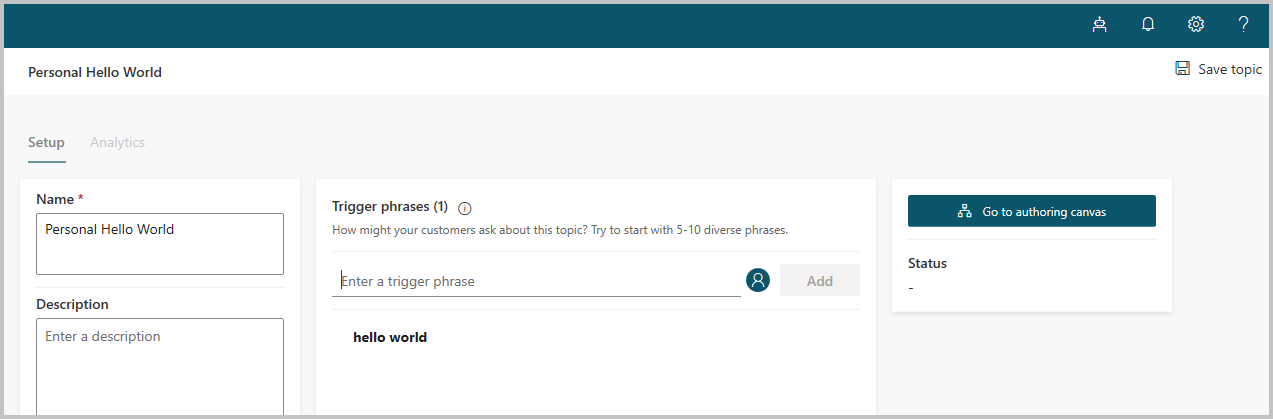 Personal Hello World
Save topic
Setup
Analytics
Name *
Personal Hello World
Description
Enter a description
Trigger phrases (1)
How might your customers ask about this topic? Try to start with 5-10 diverse phrases.
Enter a trigger phrase
Add
hello world
Go to authoring canvas
Status
-